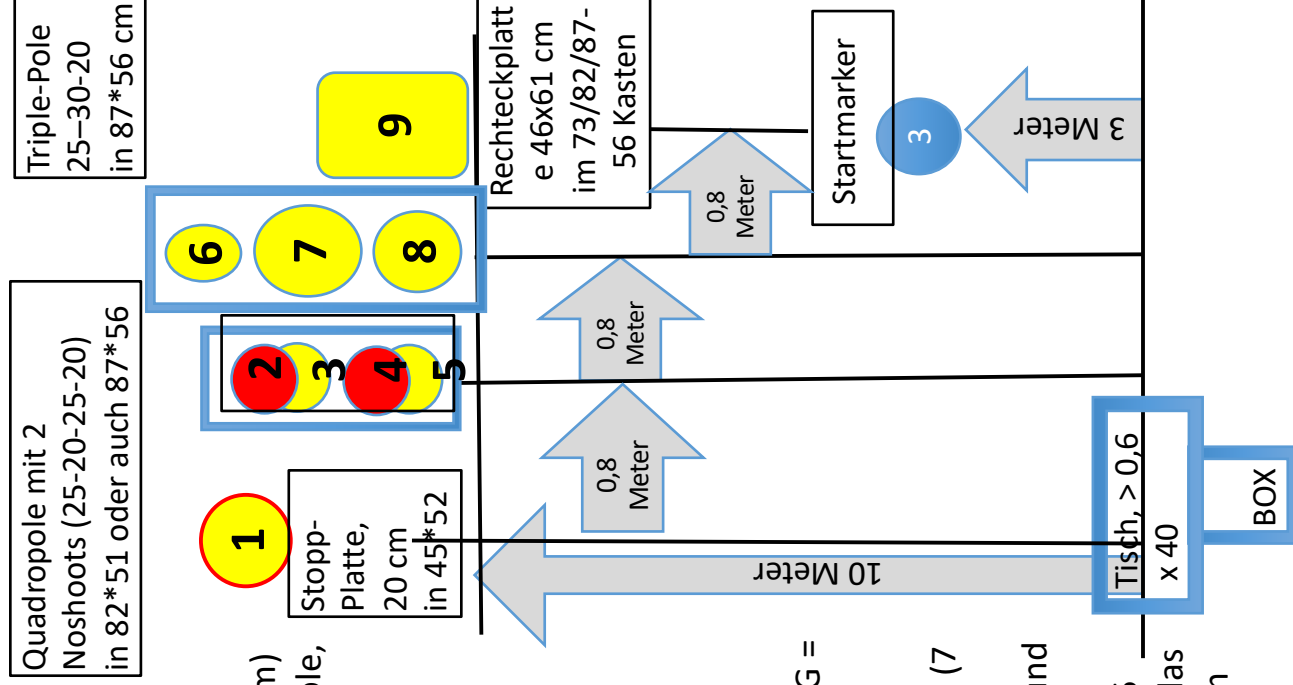 Quadropole mit 2
Noshoots (25-20-25-20)
in 82*51 oder auch 87*56
Triple-Pole
25–30-20
in 87*56 cm
m)
ole,
1
2
3
4
5
6
7
8
9
Stopp-
Platte,
20 cm
in 45*52
Rechteckplatt
e 46x61 cm
im 73/82/87-
56 Kasten
0,8
Meter
0,8
Meter
0,8
Meter
10 Meter
Startmarker
3
3 Meter
G =
(7
und
Tisch, > 0,6
x 40
BOX